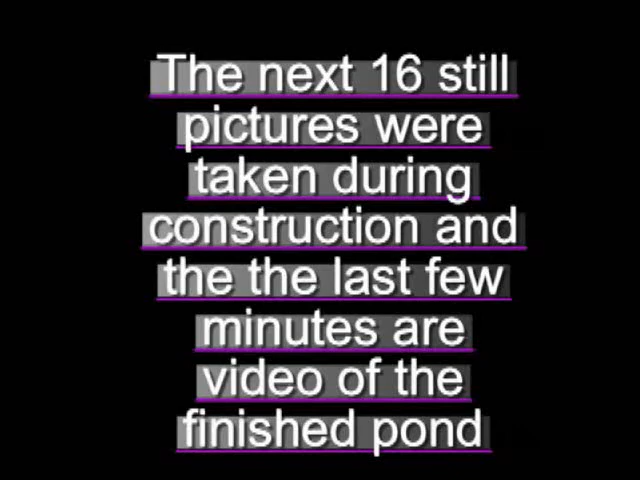 The next 16 still
pictures were
taken during
construction and
the the last few
minutes are
video of the
finished pond